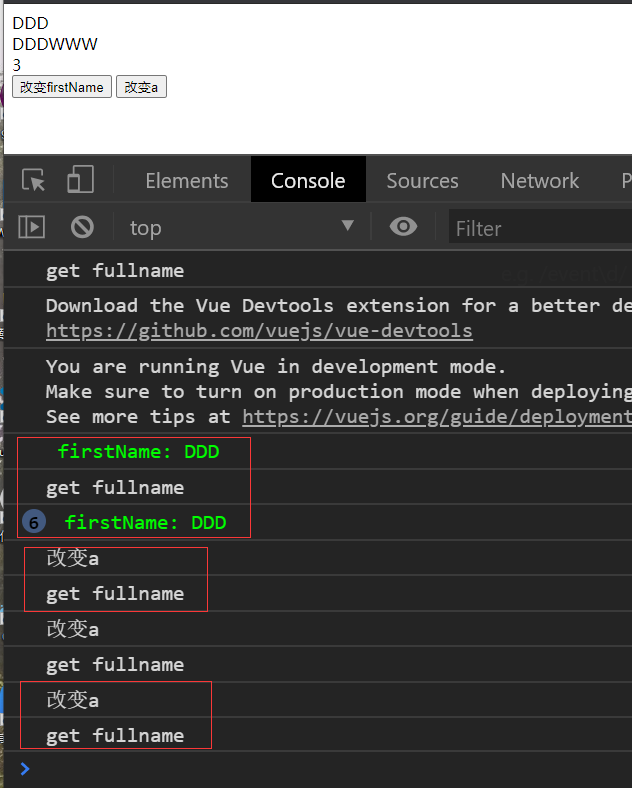 DDD
DDDWWW
3
改变firstName 改变a
Elements Console Sources Network P
top Filter
get fullname
Download the Vue Devtools extension for a better de
https://github.com/vuejs/vue-devtools
You are running Vue in development mode.
Make sure to turn on production mode when deploying
See more tips at https://vuejs.org/guide/deployment
firstName: DDD
get fullname
6 firstName: DDD
改变a
get fullname
改变a
get fullname
改变a
get fullname